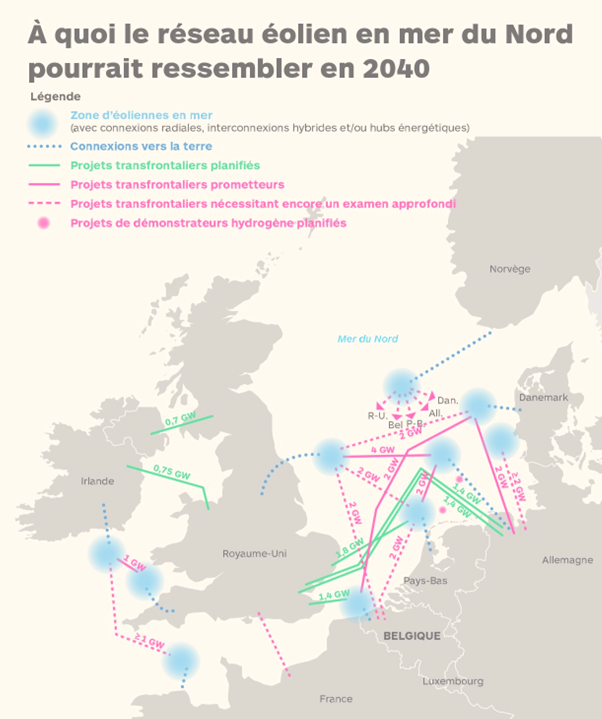 À quoi le réseau éolien en mer du Nord
pourrait ressembler en 2040
Légende
Zone d'éoliennes en mer
(avec connexions radiales, interconnexions hybrides et/ou hubs énergétiques)
Connexions vers la terre
Projets transfrontaliers planifiés
Projets transfrontaliers prometteurs
Projets transfrontaliers nécessitant encore un examen approfondi
Projets de démonstrateurs hydrogène planifiés
Norvège
Mer du Nord
Danemark
Dan.
All.
R-U.
Bel
P-B.
0,7 GW
2 GW
4 GW
2 GW
2 GW
2 GW
2 GW
≥2 GW
0,75 GW
Irlande
1,4 GW
1,4 GW
2 GW
1,8 GW
2 GW
Royaume-Uni
1 GW
Allemagne
Pays-Bas
1,4 GW
BELGIQUE
≥1 GW
Luxembourg
France